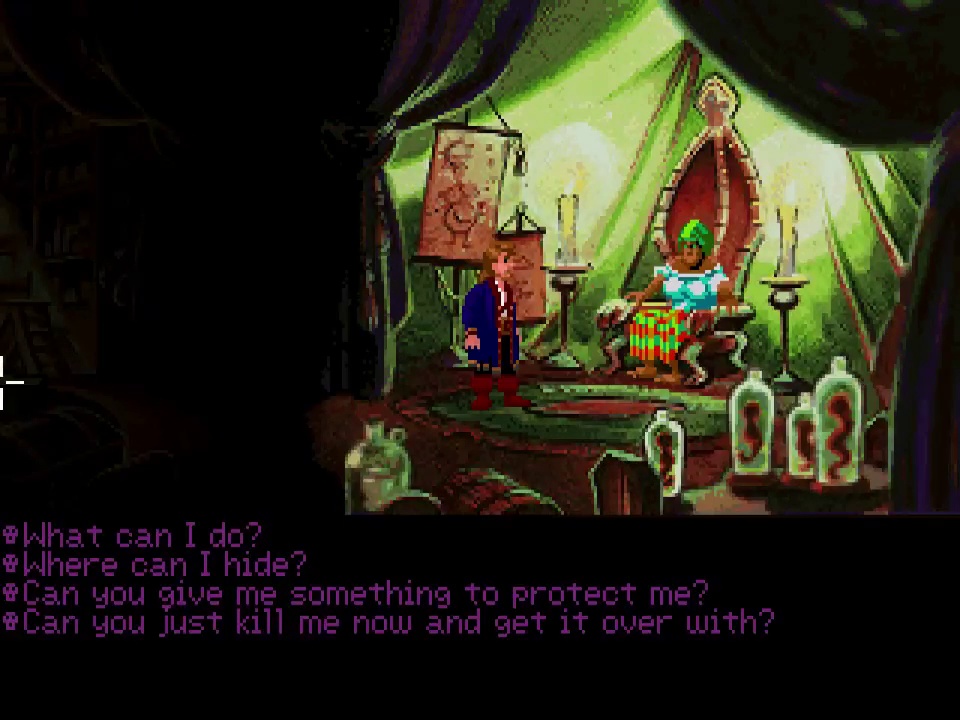 What can I do?
Where can I hide?
Can you give me something to protect me?
Can you just kill me now and get it over with?